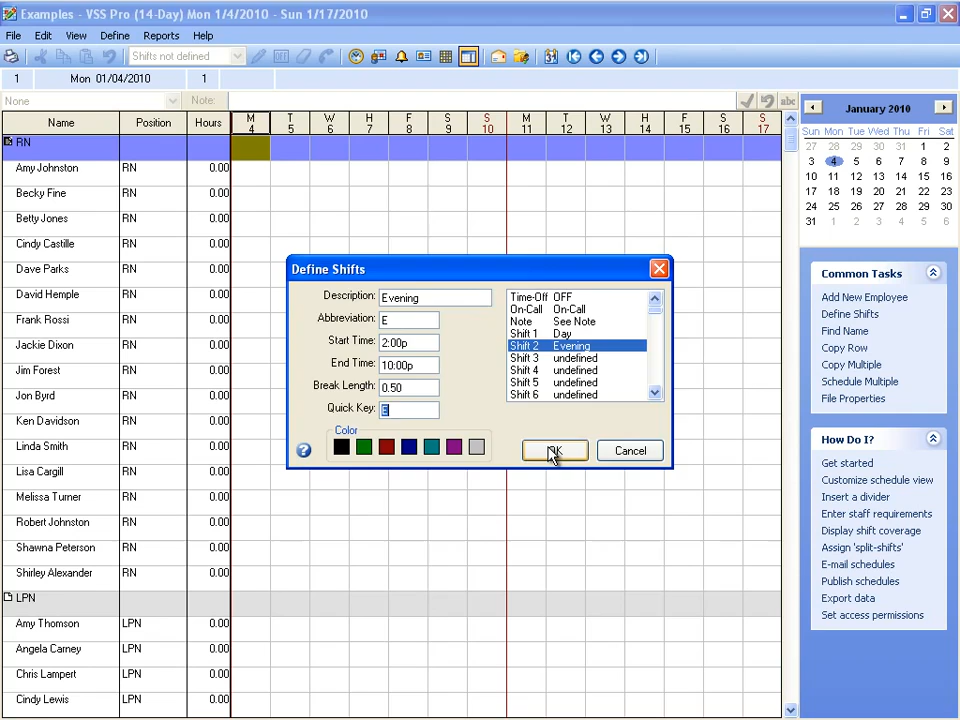 Examples - VSS Pro (14-Day) Mon 1/4/2010 - Sun 1/17/2010
File Edit View Define Reports Help
Shifts not defined
1 Mon 01/04/2010 1
None Note: abc
Name Position Hours M 4 T 5 W 6 H 7 F 8 S 9 S 10 M 11 T 12 W 13 H 14 F 15 S 16 S 17
RN
Amy Johnston RN 0.00
Becky Fine RN 0.00
Betty Jones RN 0.00
Cindy Castille RN 0.00
Dave Parks RN 0.00
David Hemple RN 0.00
Frank Rossi RN 0.00
Jackie Dixon RN 0.00
Jim Forest RN 0.00
Jon Byrd RN 0.00
Ken Davidson RN 0.00
Linda Smith RN 0.00
Lisa Cargill RN 0.00
Melissa Turner RN 0.00
Robert Johnston RN 0.00
Shawna Peterson RN 0.00
Shirley Alexander RN 0.00
LPN
Amy Thomson LPN 0.00
Angela Carney LPN 0.00
Chris Lampert LPN 0.00
Cindy Lewis LPN 0.00
Define Shifts
Description: Evening
Abbreviation: E
Start Time: 2:00p
End Time: 10:00p
Break Length: 0.50
Quick Key: E
Color
Time-Off OFF
On-Call On-Call
Note See Note
Shift 1 Day
Shift 2 Evening
Shift 3 undefined
Shift 4 undefined
Shift 5 undefined
Shift 6 undefined
OK Cancel
January 2010
Sun Mon Tue Wed Thu Fri Sat
27 28 29 30 31 1 2
3 4 5 6 7 8 9
10 11 12 13 14 15 16
17 18 19 20 21 22 23
24 25 26 27 28 29 30
31 1 2 3 4 5 6
Common Tasks
Add New Employee
Define Shifts
Find Name
Copy Row
Copy Multiple
Schedule Multiple
File Properties
How Do I?
Get started
Customize schedule view
Insert a divider
Enter staff requirements
Display shift coverage
Assign 'split-shifts'
E-mail schedules
Publish schedules
Export data
Set access permissions